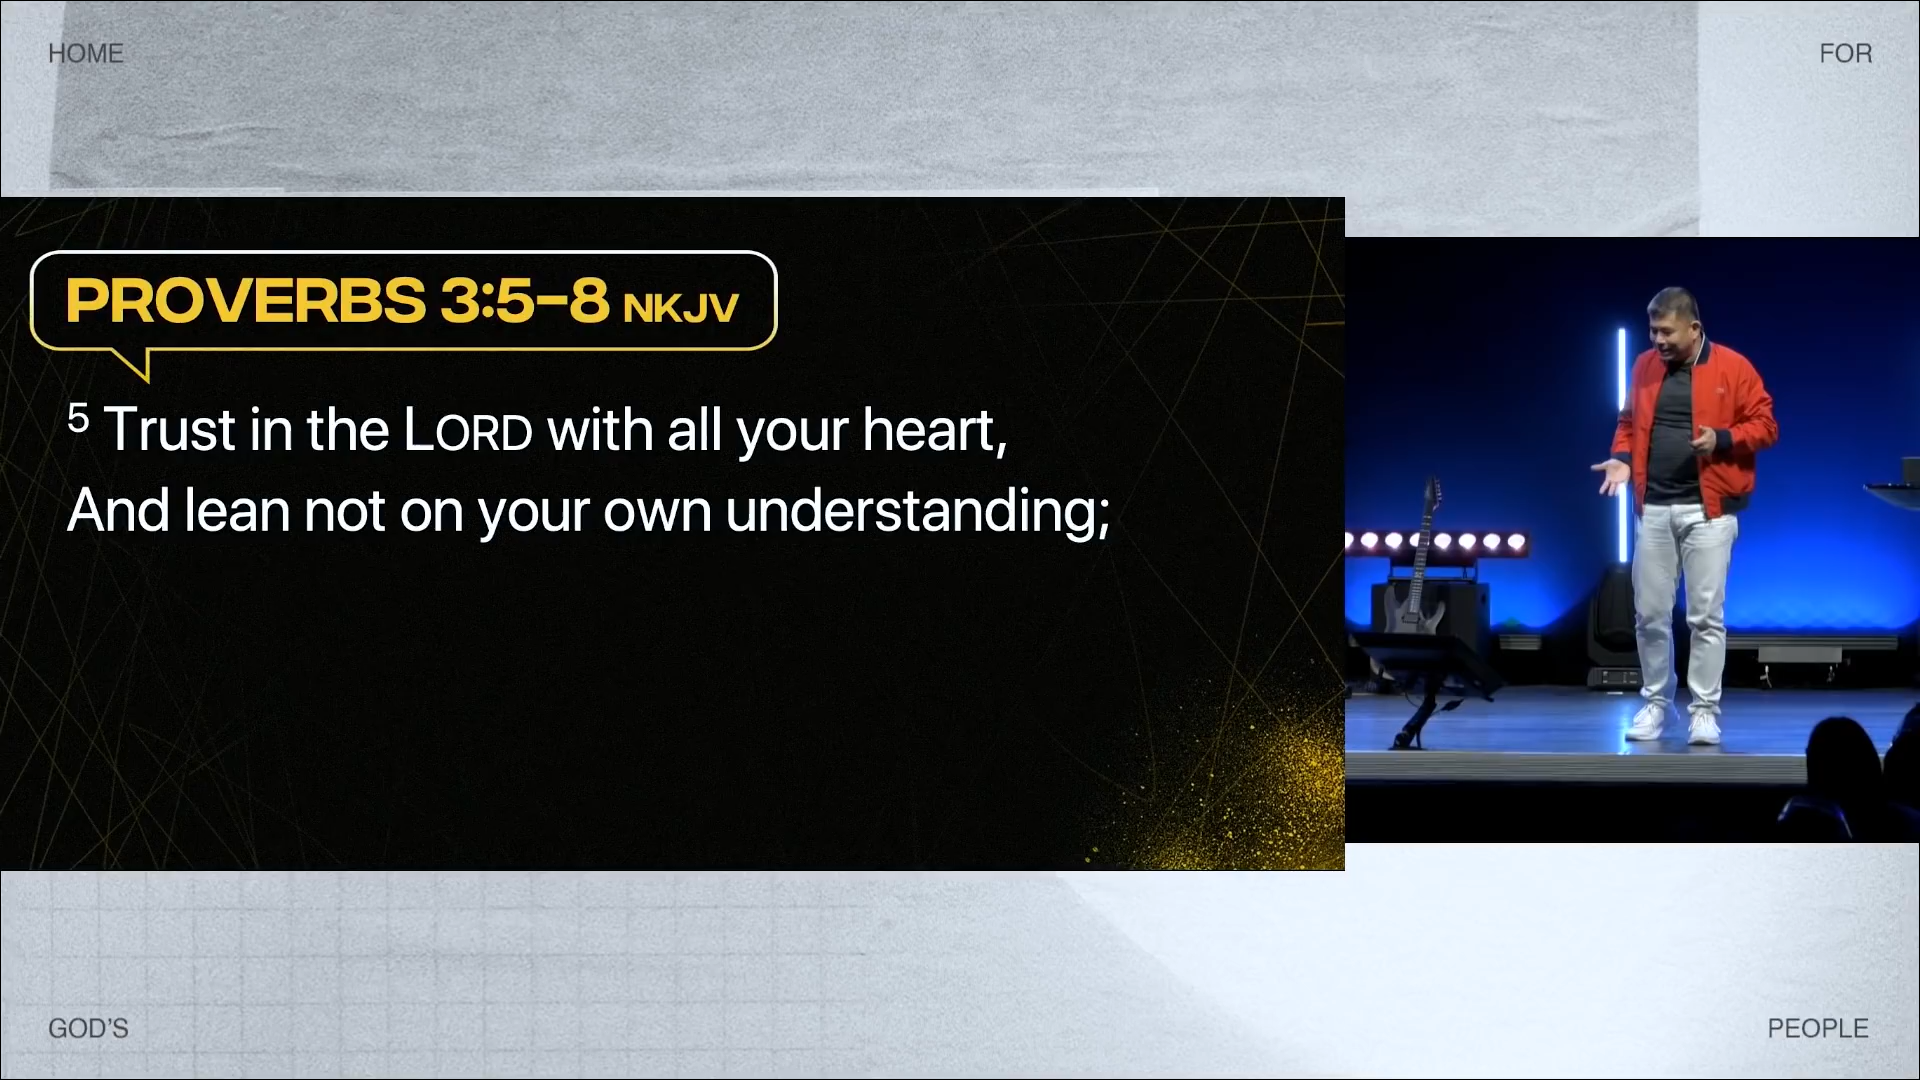 HOME
FOR
PROVERBS 3:5–8 NKJV
5 Trust in the LORD with all your heart,
And lean not on your own understanding;
GOD’S
PEOPLE